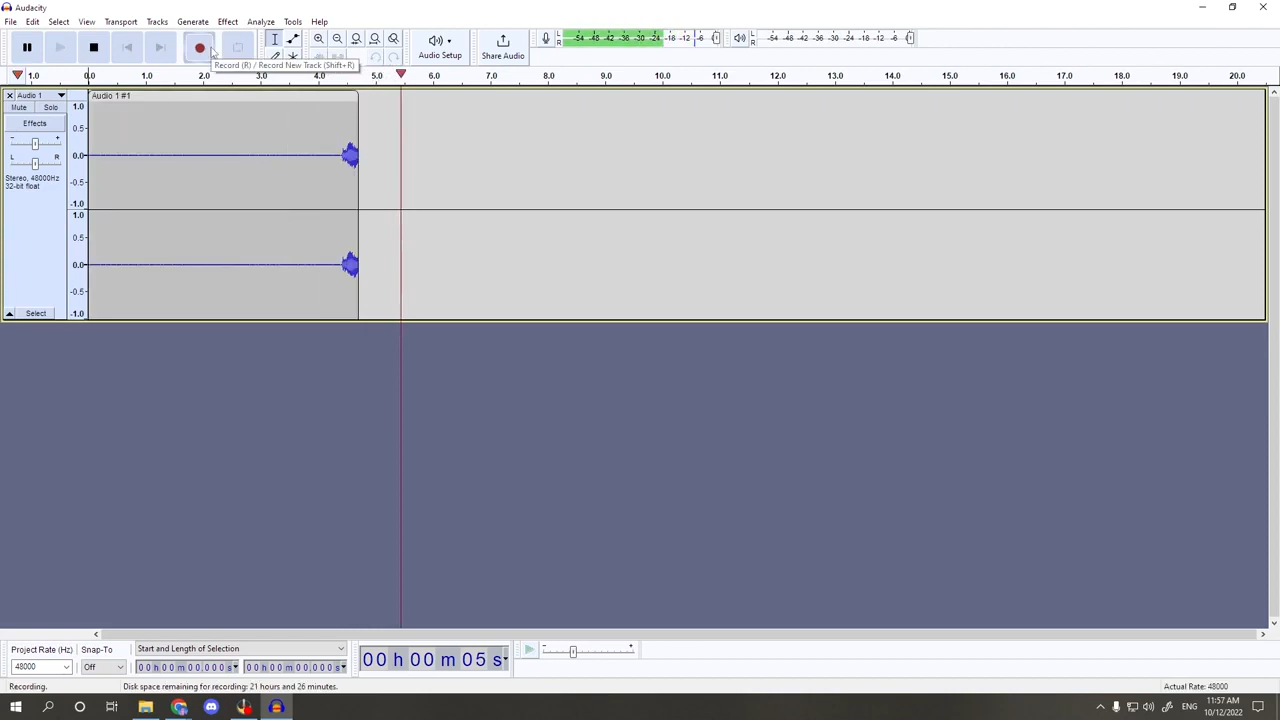 Audacity
File Edit Select View Transport Tracks Generate Effect Analyze Tools Help
L R -54 -48 -42 -36 -30 -24 -18 -12 -6 L R -54 -48 -42 -36 -30 -24 -18 -12 -6
Audio Setup Share Audio
Record (R) / Record New Track (Shift+R)
1.0 0.0 1.0 2.0 3.0 4.0 5.0 6.0 7.0 8.0 9.0 10.0 11.0 12.0 13.0 14.0 15.0 16.0 17.0 18.0 19.0 20.0
Audio 1 Audio 1 #1
Mute Solo 1.0
Effects 0.5
- +
L R 0.0
Stereo, 48000Hz -0.5
32-bit float
-1.0
1.0
0.5
0.0
-0.5
Select -1.0
Project Rate (Hz) Snap-To Start and Length of Selection
48000 Off 00 h 00 m 00.000 s 00 h 00 m 00.000 s 00 h 00 m 05 s
Recording. Disk space remaining for recording: 21 hours and 26 minutes. Actual Rate: 48000
ENG 11:57 AM
10/12/2022